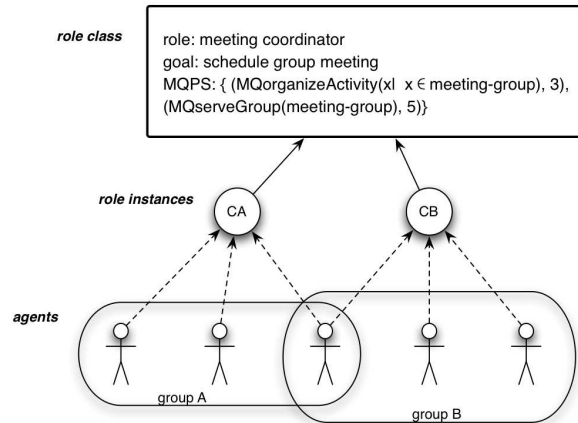 role class
role: meeting coordinator
goal: schedule group meeting
MQPS: { (MQorganizeActivity(x| x ∈ meeting-group), 3),
(MQserveGroup(meeting-group), 5)}
role instances
CA
CB
agents
group A
group B